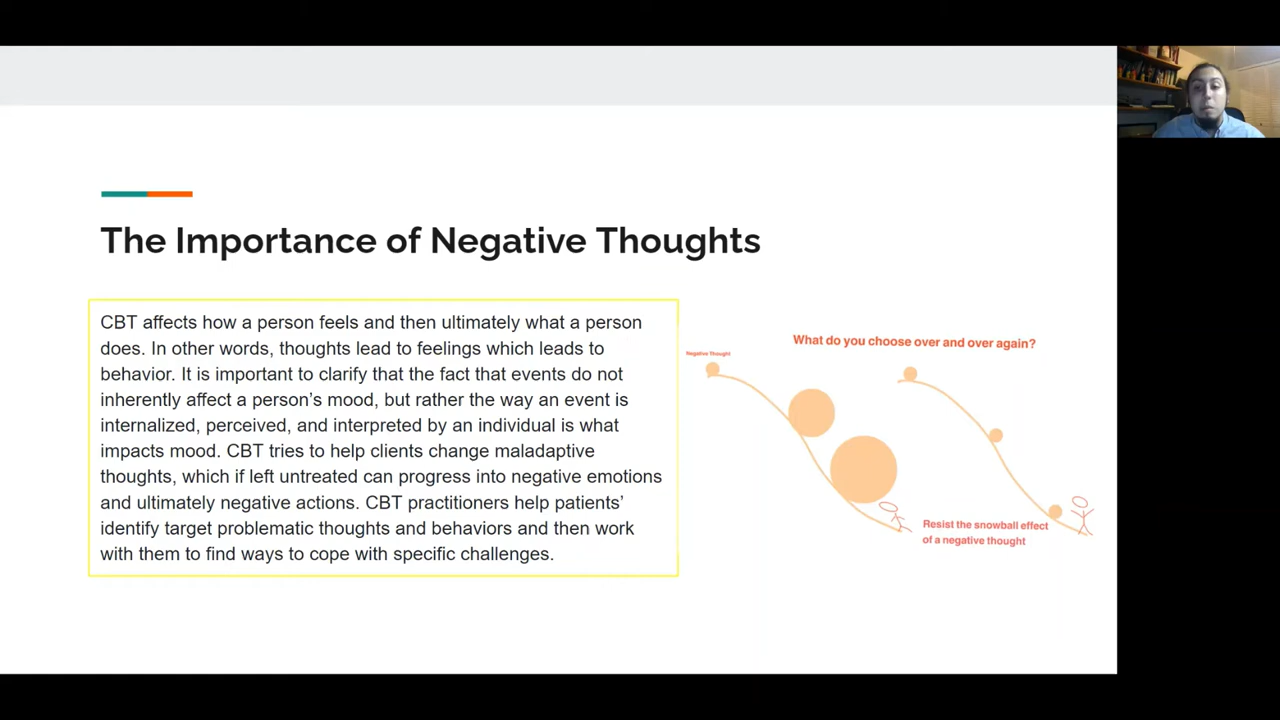 The Importance of Negative Thoughts
CBT affects how a person feels and then ultimately what a person
does. In other words, thoughts lead to feelings which leads to
behavior. It is important to clarify that the fact that events do not
inherently affect a person's mood, but rather the way an event is
internalized, perceived, and interpreted by an individual is what
impacts mood. CBT tries to help clients change maladaptive
thoughts, which if left untreated can progress into negative emotions
and ultimately negative actions. CBT practitioners help patients'
identify target problematic thoughts and behaviors and then work
with them to find ways to cope with specific challenges.
What do you choose over and over again?
Negative Thought
Resist the snowball effect
of a negative thought